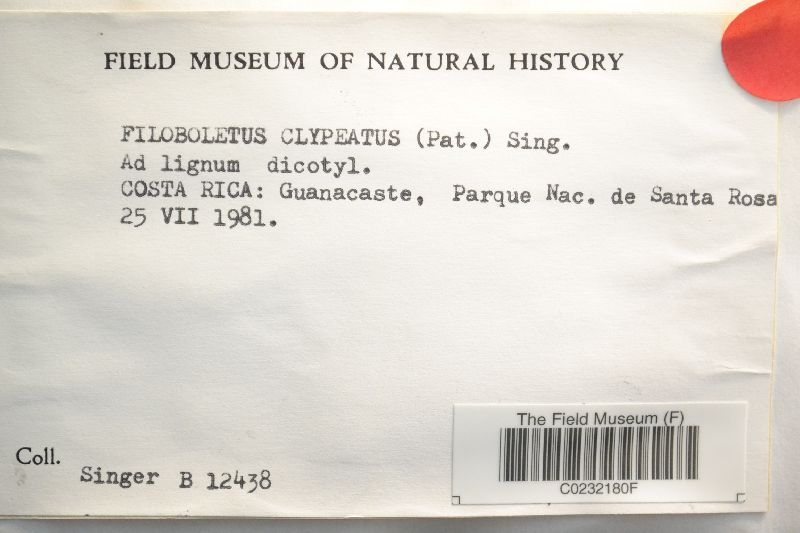 FIELD MUSEUM OF NATURAL HISTORY
FILOBOLETUS CLYPEATUS (Pat.) Sing.
Ad lignum dicotyl.
COSTA RICA: Guanacaste, Parque Nac. de Santa Rosa
25 VII 1981.
The Field Museum (F)
C0232180F
Coll. Singer B 12438